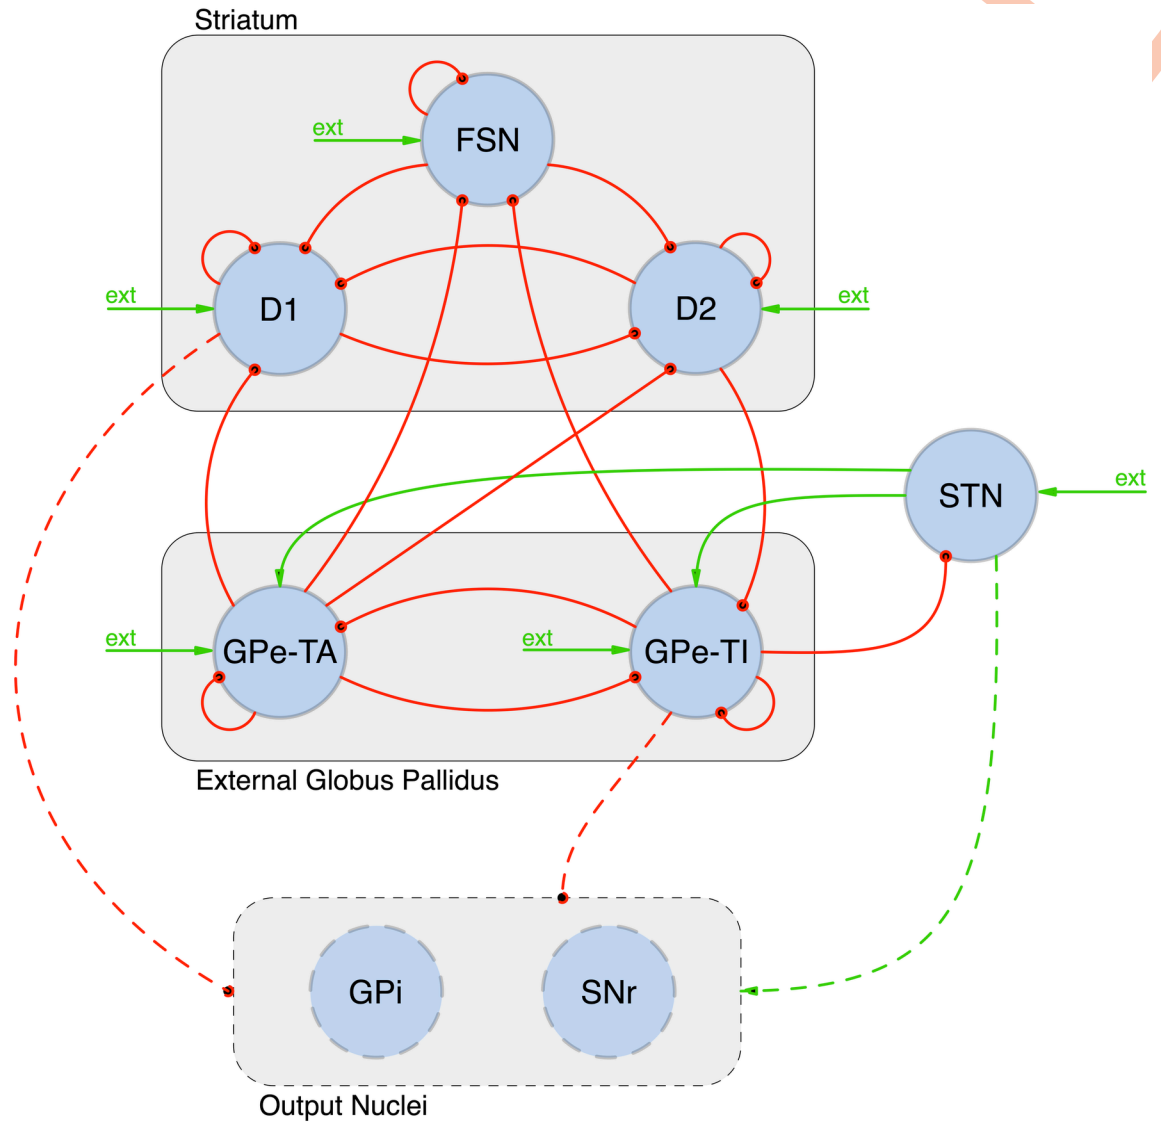 Striatum
FSN
ext
D1
D2
ext
ext
STN
ext
GPe-TA
GPe-TI
ext
ext
External Globus Pallidus
GPi
SNr
Output Nuclei